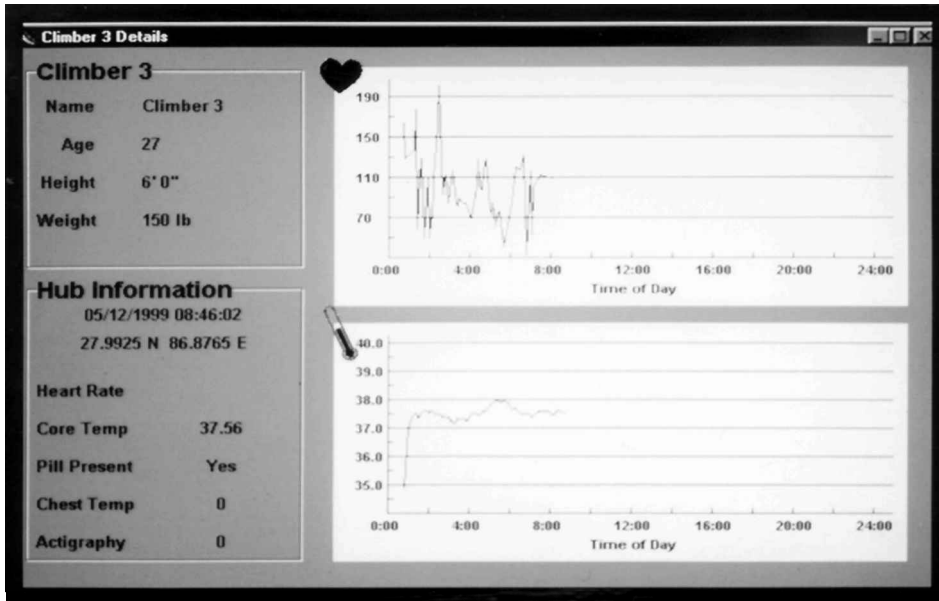 Climber 3 Details
Climber 3
Name Climber 3
Age 27
Height 6' 0"
Weight 150 lb
Hub Information
05/12/1999 08:46:02
27.9925 N 86.8765 E
Heart Rate
Core Temp 37.56
Pill Present Yes
Chest Temp 0
Actigraphy 0
190
150
110
70
0:00 4:00 8:00 12:00 16:00 20:00 24:00
Time of Day
40.0
39.0
38.0
37.0
36.0
35.0
0:00 4:00 8:00 12:00 16:00 20:00 24:00
Time of Day